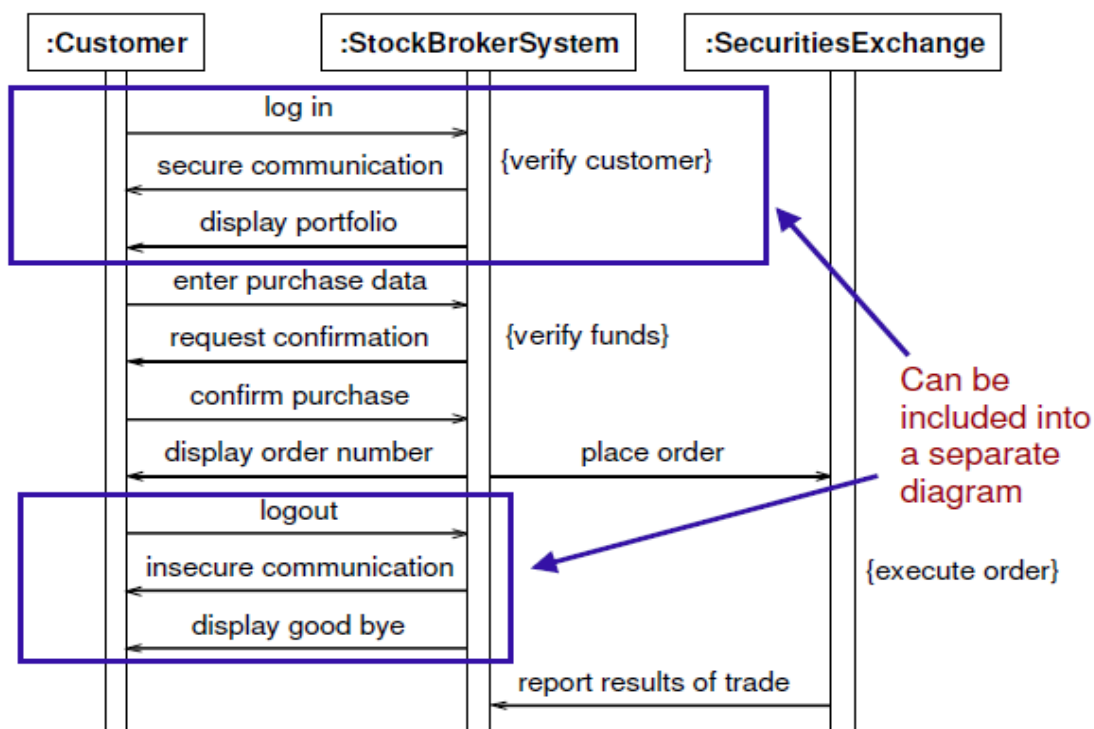 :Customer
:StockBrokerSystem
:SecuritiesExchange
log in
secure communication
{verify customer}
display portfolio
enter purchase data
request confirmation
{verify funds}
confirm purchase
display order number
place order
Can be
included into
a separate
diagram
logout
insecure communication
{execute order}
display good bye
report results of trade